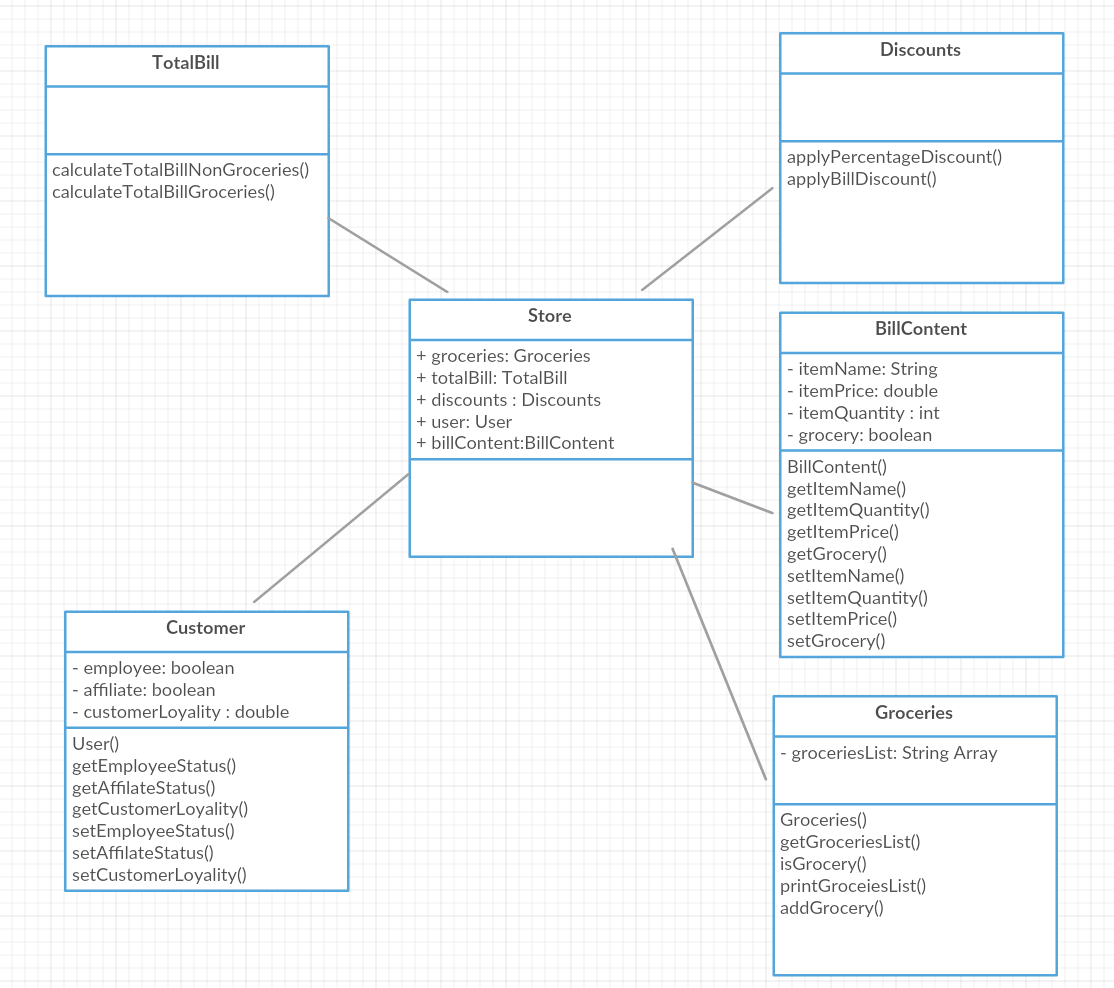 TotalBill
calculateTotalBillNonGroceries()
calculateTotalBillGroceries()
Discounts
applyPercentageDiscount()
applyBillDiscount()
Store
+ groceries: Groceries
+ totalBill: TotalBill
+ discounts : Discounts
+ user: User
+ billContent:BillContent
BillContent
- itemName: String
- itemPrice: double
- itemQuantity : int
- grocery: boolean
BillContent()
getItemName()
getItemQuantity()
getItemPrice()
getGrocery()
setItemName()
setItemQuantity()
setItemPrice()
setGrocery()
Customer
- employee: boolean
- affiliate: boolean
- customerLoyality : double
User()
getEmployeeStatus()
getAffilateStatus()
getCustomerLoyality()
setEmployeeStatus()
setAffilateStatus()
setCustomerLoyality()
Groceries
- groceriesList: String Array
Groceries()
getGroceriesList()
isGrocery()
printGroceiesList()
addGrocery()